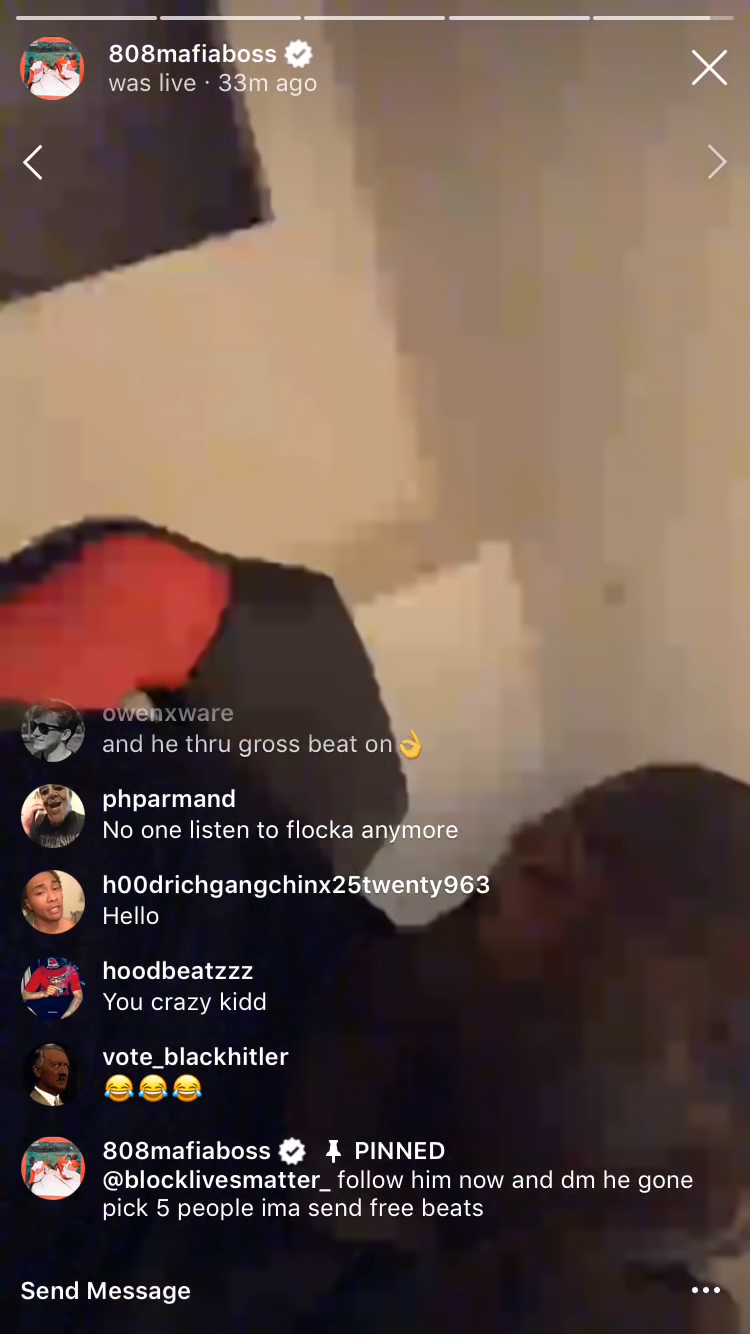 808mafiaboss
was live · 33m ago
owenxware
and he thru gross beat on👌
phparmand
No one listen to flocka anymore
h00drichgangchinx25twenty963
Hello
hoodbeatzzz
You crazy kidd
vote_blackhitler
😂😂😂
808mafiaboss PINNED
@blocklivesmatter_ follow him now and dm he gone
pick 5 people ima send free beats
Send Message